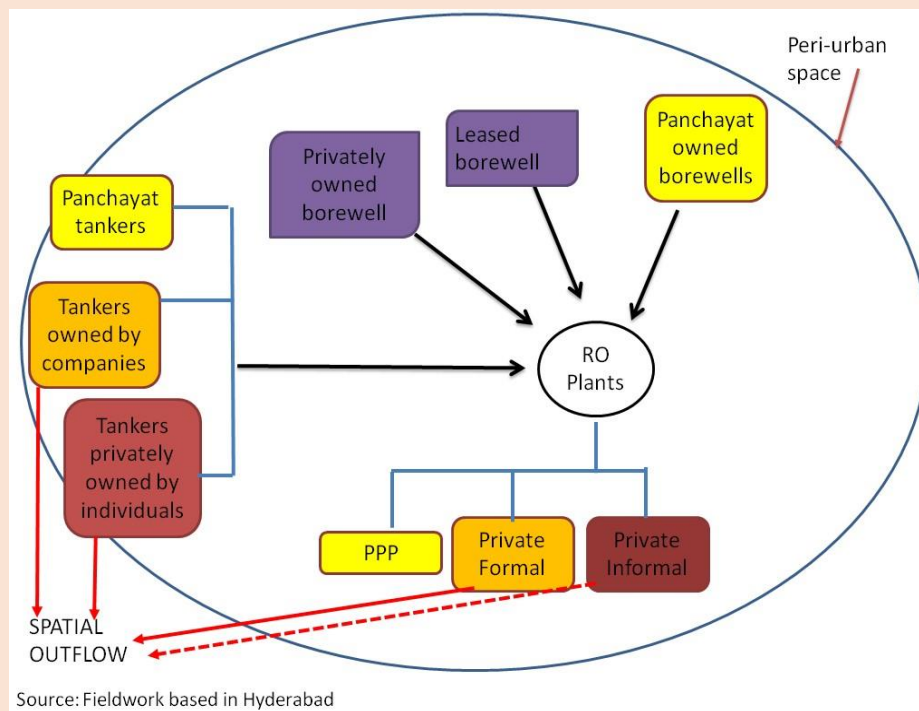 Peri-urban
space
Privately
owned
borewell
Leased
borewell
Panchayat
owned
borewells
Panchayat
tankers
Tankers
owned by
companies
Tankers
privately
owned by
individuals
RO
Plants
PPP
Private
Formal
Private
Informal
SPATIAL
OUTFLOW
Source: Fieldwork based in Hyderabad